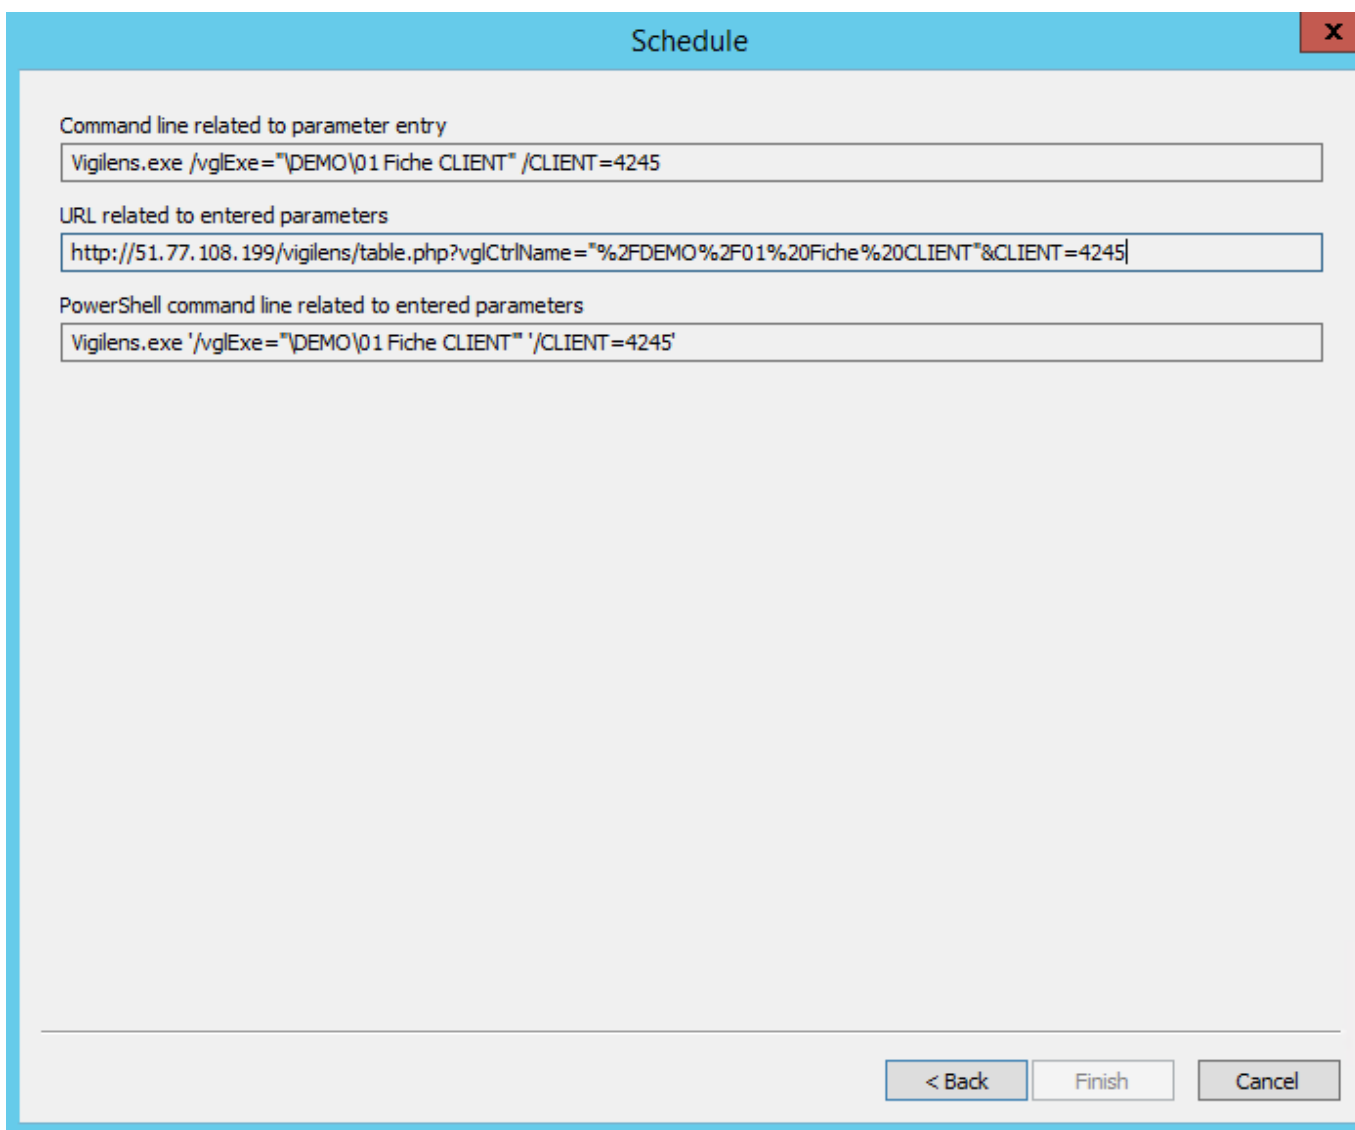 Schedule
x
Command line related to parameter entry
Vigilens.exe /vglExe="\DEMO\01 Fiche CLIENT" /CLIENT=4245
URL related to entered parameters
http://51.77.108.199/vigilens/table.php?vglCtrlName="%2FDEMO%2F01%20Fiche%20CLIENT"&CLIENT=4245
PowerShell command line related to entered parameters
Vigilens.exe '/vglExe="\DEMO\01 Fiche CLIENT"' '/CLIENT=4245'
< Back Finish Cancel